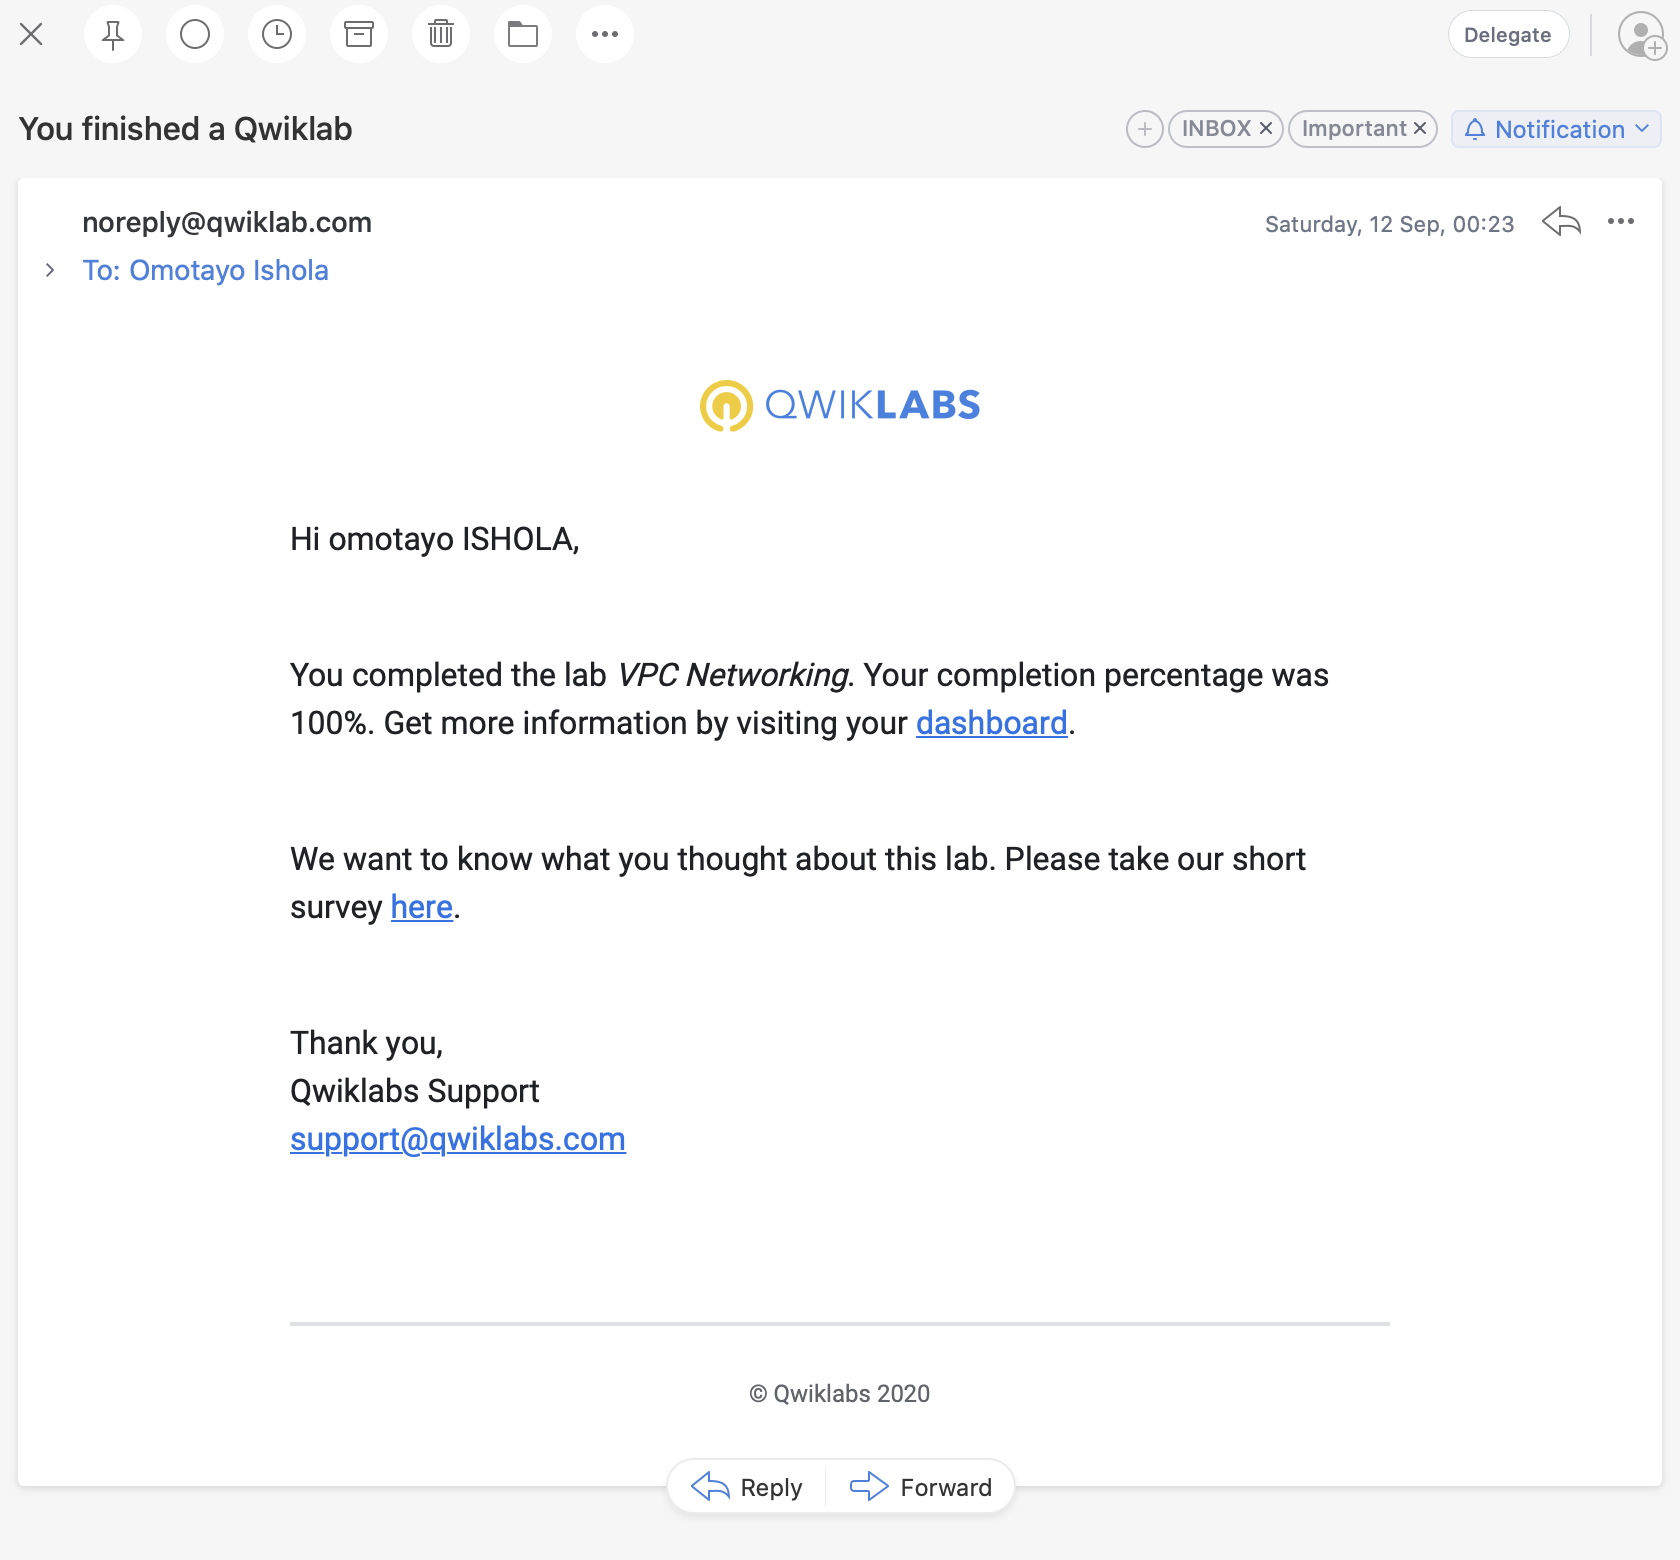 Delegate
You finished a Qwiklab
INBOX
Important
Notification
noreply@qwiklab.com
Saturday, 12 Sep, 00:23
To: Omotayo Ishola
QWIKLABS
Hi omotayo ISHOLA,
You completed the lab VPC Networking. Your completion percentage was
100%. Get more information by visiting your dashboard.
We want to know what you thought about this lab. Please take our short
survey here.
Thank you,
Qwiklabs Support
support@qwiklabs.com
© Qwiklabs 2020
Reply
Forward